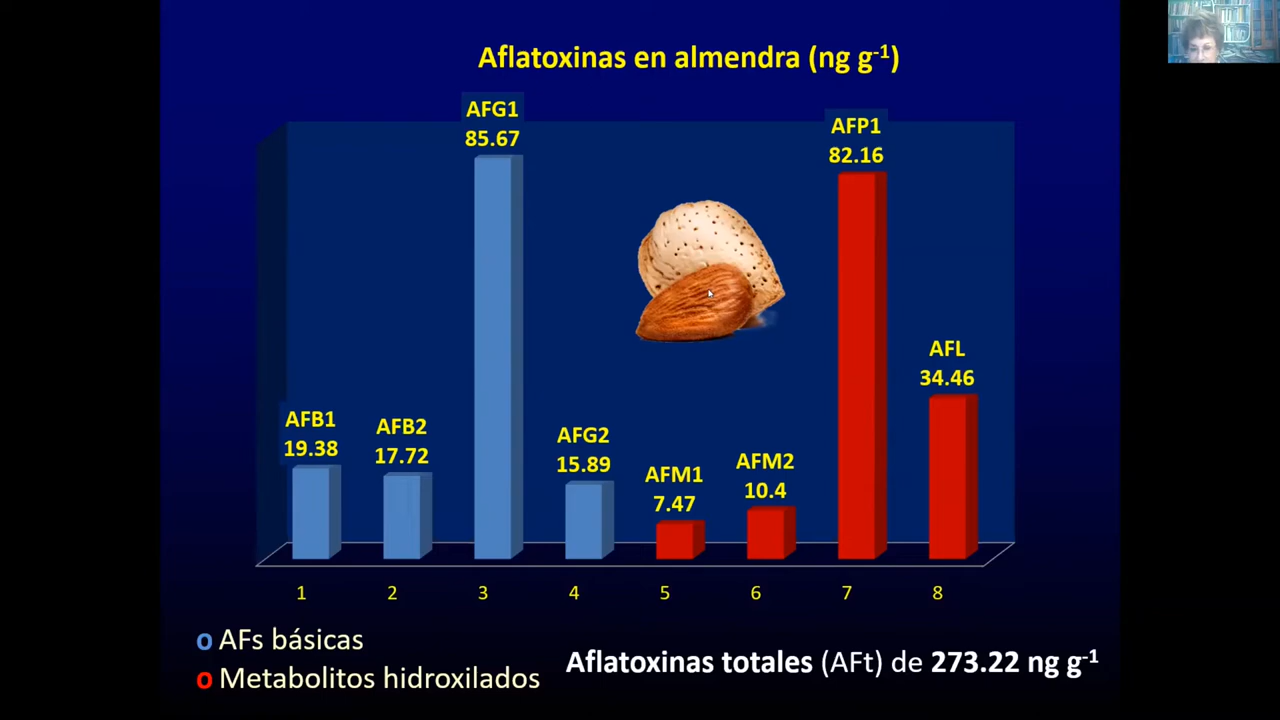 Aflatoxinas en almendra (ng g⁻¹)
AFG1
85.67
AFP1
82.16
AFL
34.46
AFB1
19.38
AFB2
17.72
AFG2
15.89
AFM1
7.47
AFM2
10.4
1 2 3 4 5 6 7 8
o AFs básicas
o Metabolitos hidroxilados
Aflatoxinas totales (AFt) de 273.22 ng g⁻¹